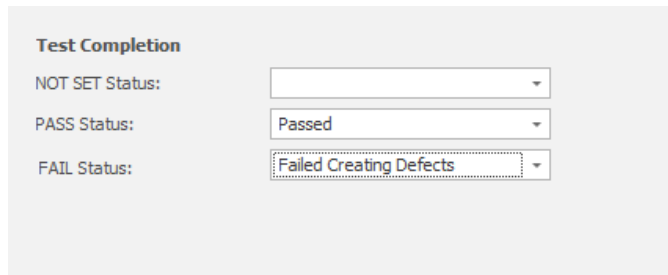 Test Completion
NOT SET Status:
PASS Status: Passed
FAIL Status: Failed Creating Defects